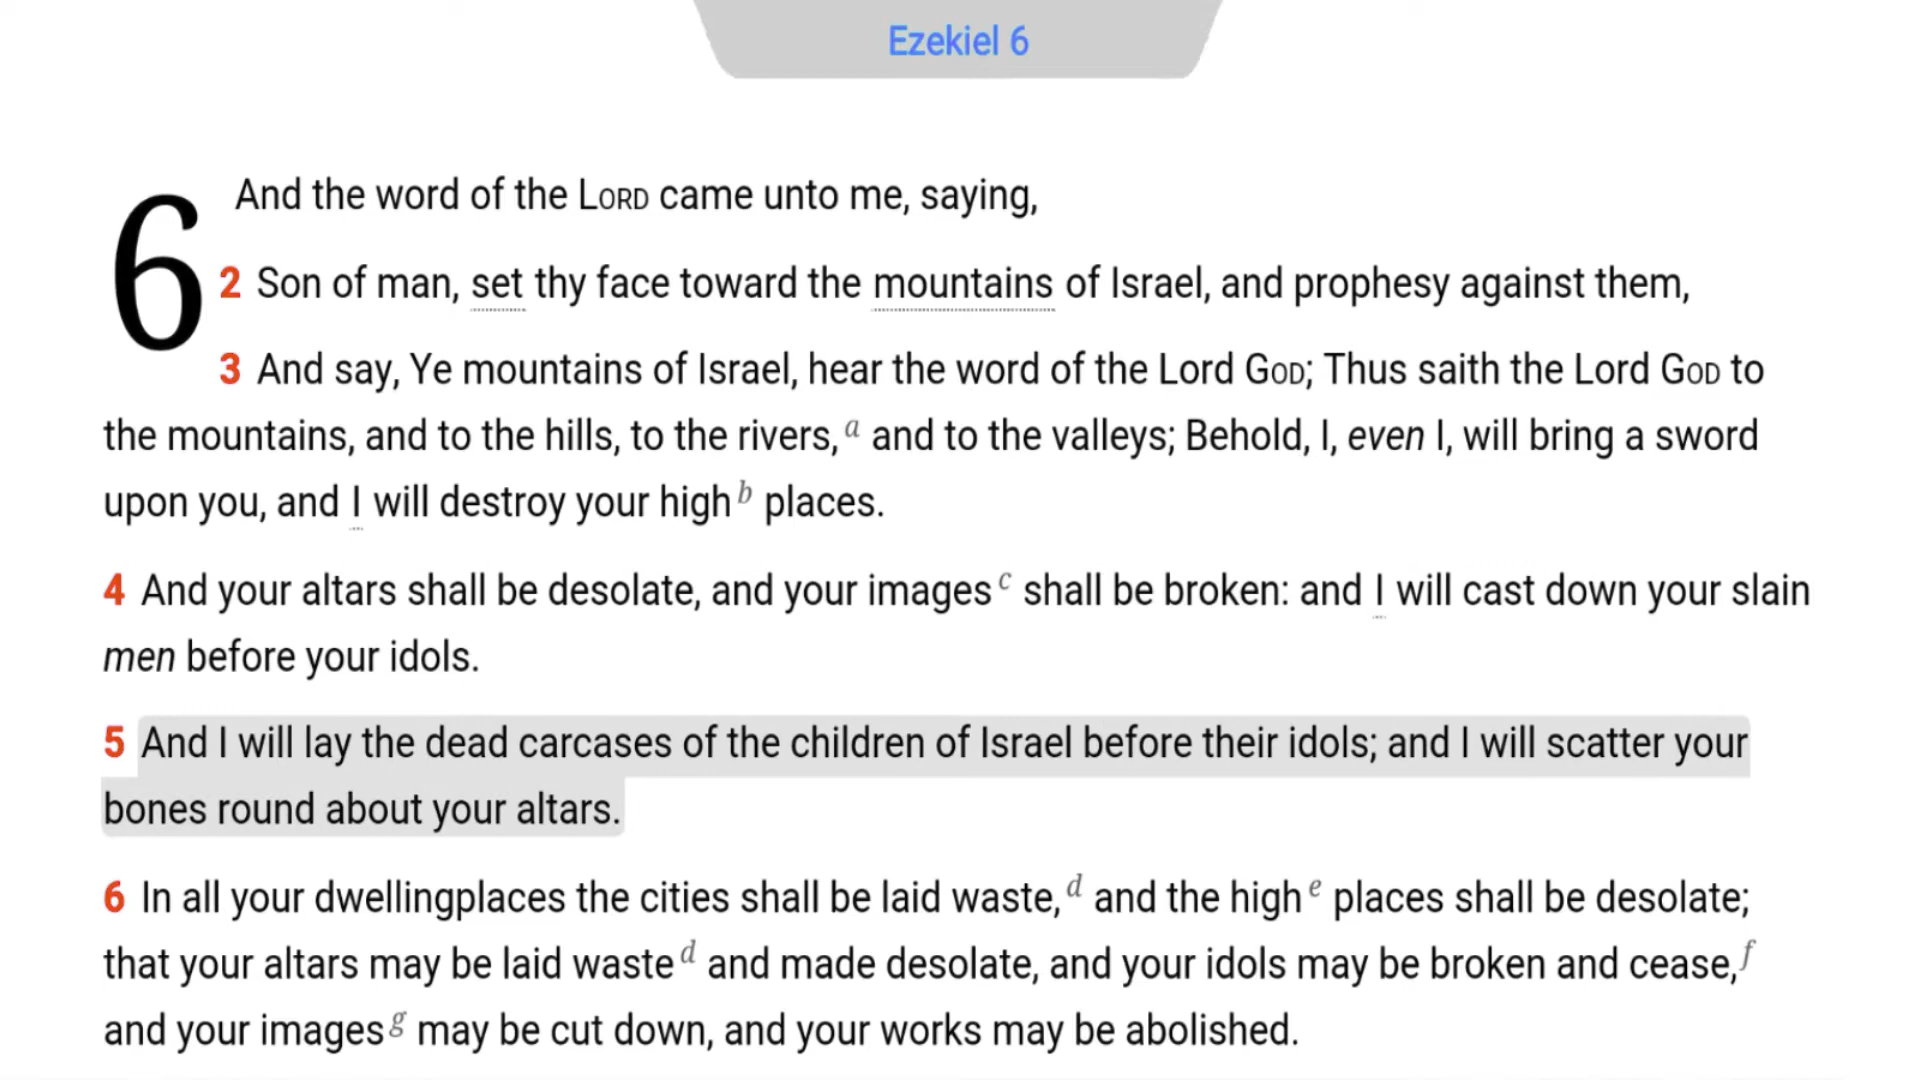 Ezekiel 6
6 And the word of the LORD came unto me, saying,
2 Son of man, set thy face toward the mountains of Israel, and prophesy against them,
3 And say, Ye mountains of Israel, hear the word of the Lord GOD; Thus saith the Lord GOD to
the mountains, and to the hills, to the rivers, a and to the valleys; Behold, I, even I, will bring a sword
upon you, and I will destroy your high b places.
4 And your altars shall be desolate, and your images c shall be broken: and I will cast down your slain
men before your idols.
5 And I will lay the dead carcases of the children of Israel before their idols; and I will scatter your
bones round about your altars.
6 In all your dwellingplaces the cities shall be laid waste, d and the high e places shall be desolate;
that your altars may be laid waste d and made desolate, and your idols may be broken and cease, f
and your images g may be cut down, and your works may be abolished.